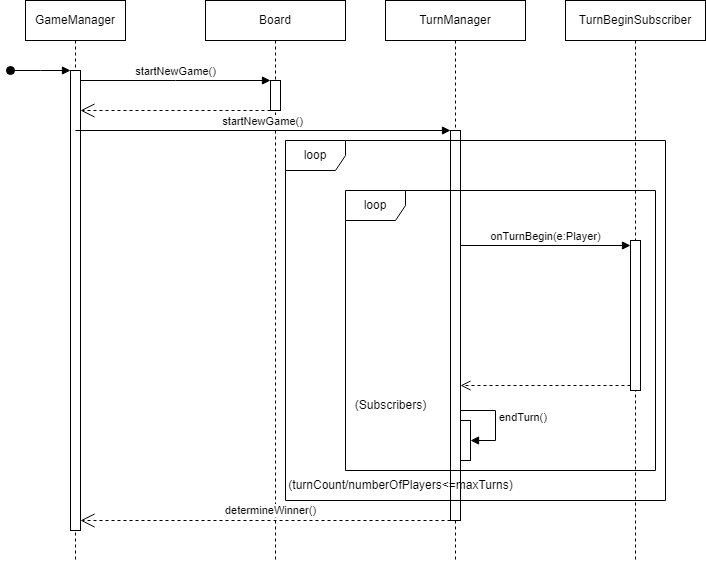 GameManager
Board
TurnManager
TurnBeginSubscriber
startNewGame()
startNewGame()
loop
loop
onTurnBegin(e:Player)
(Subscribers)
endTurn()
(turnCount/numberOfPlayers<=maxTurns)
determineWinner()